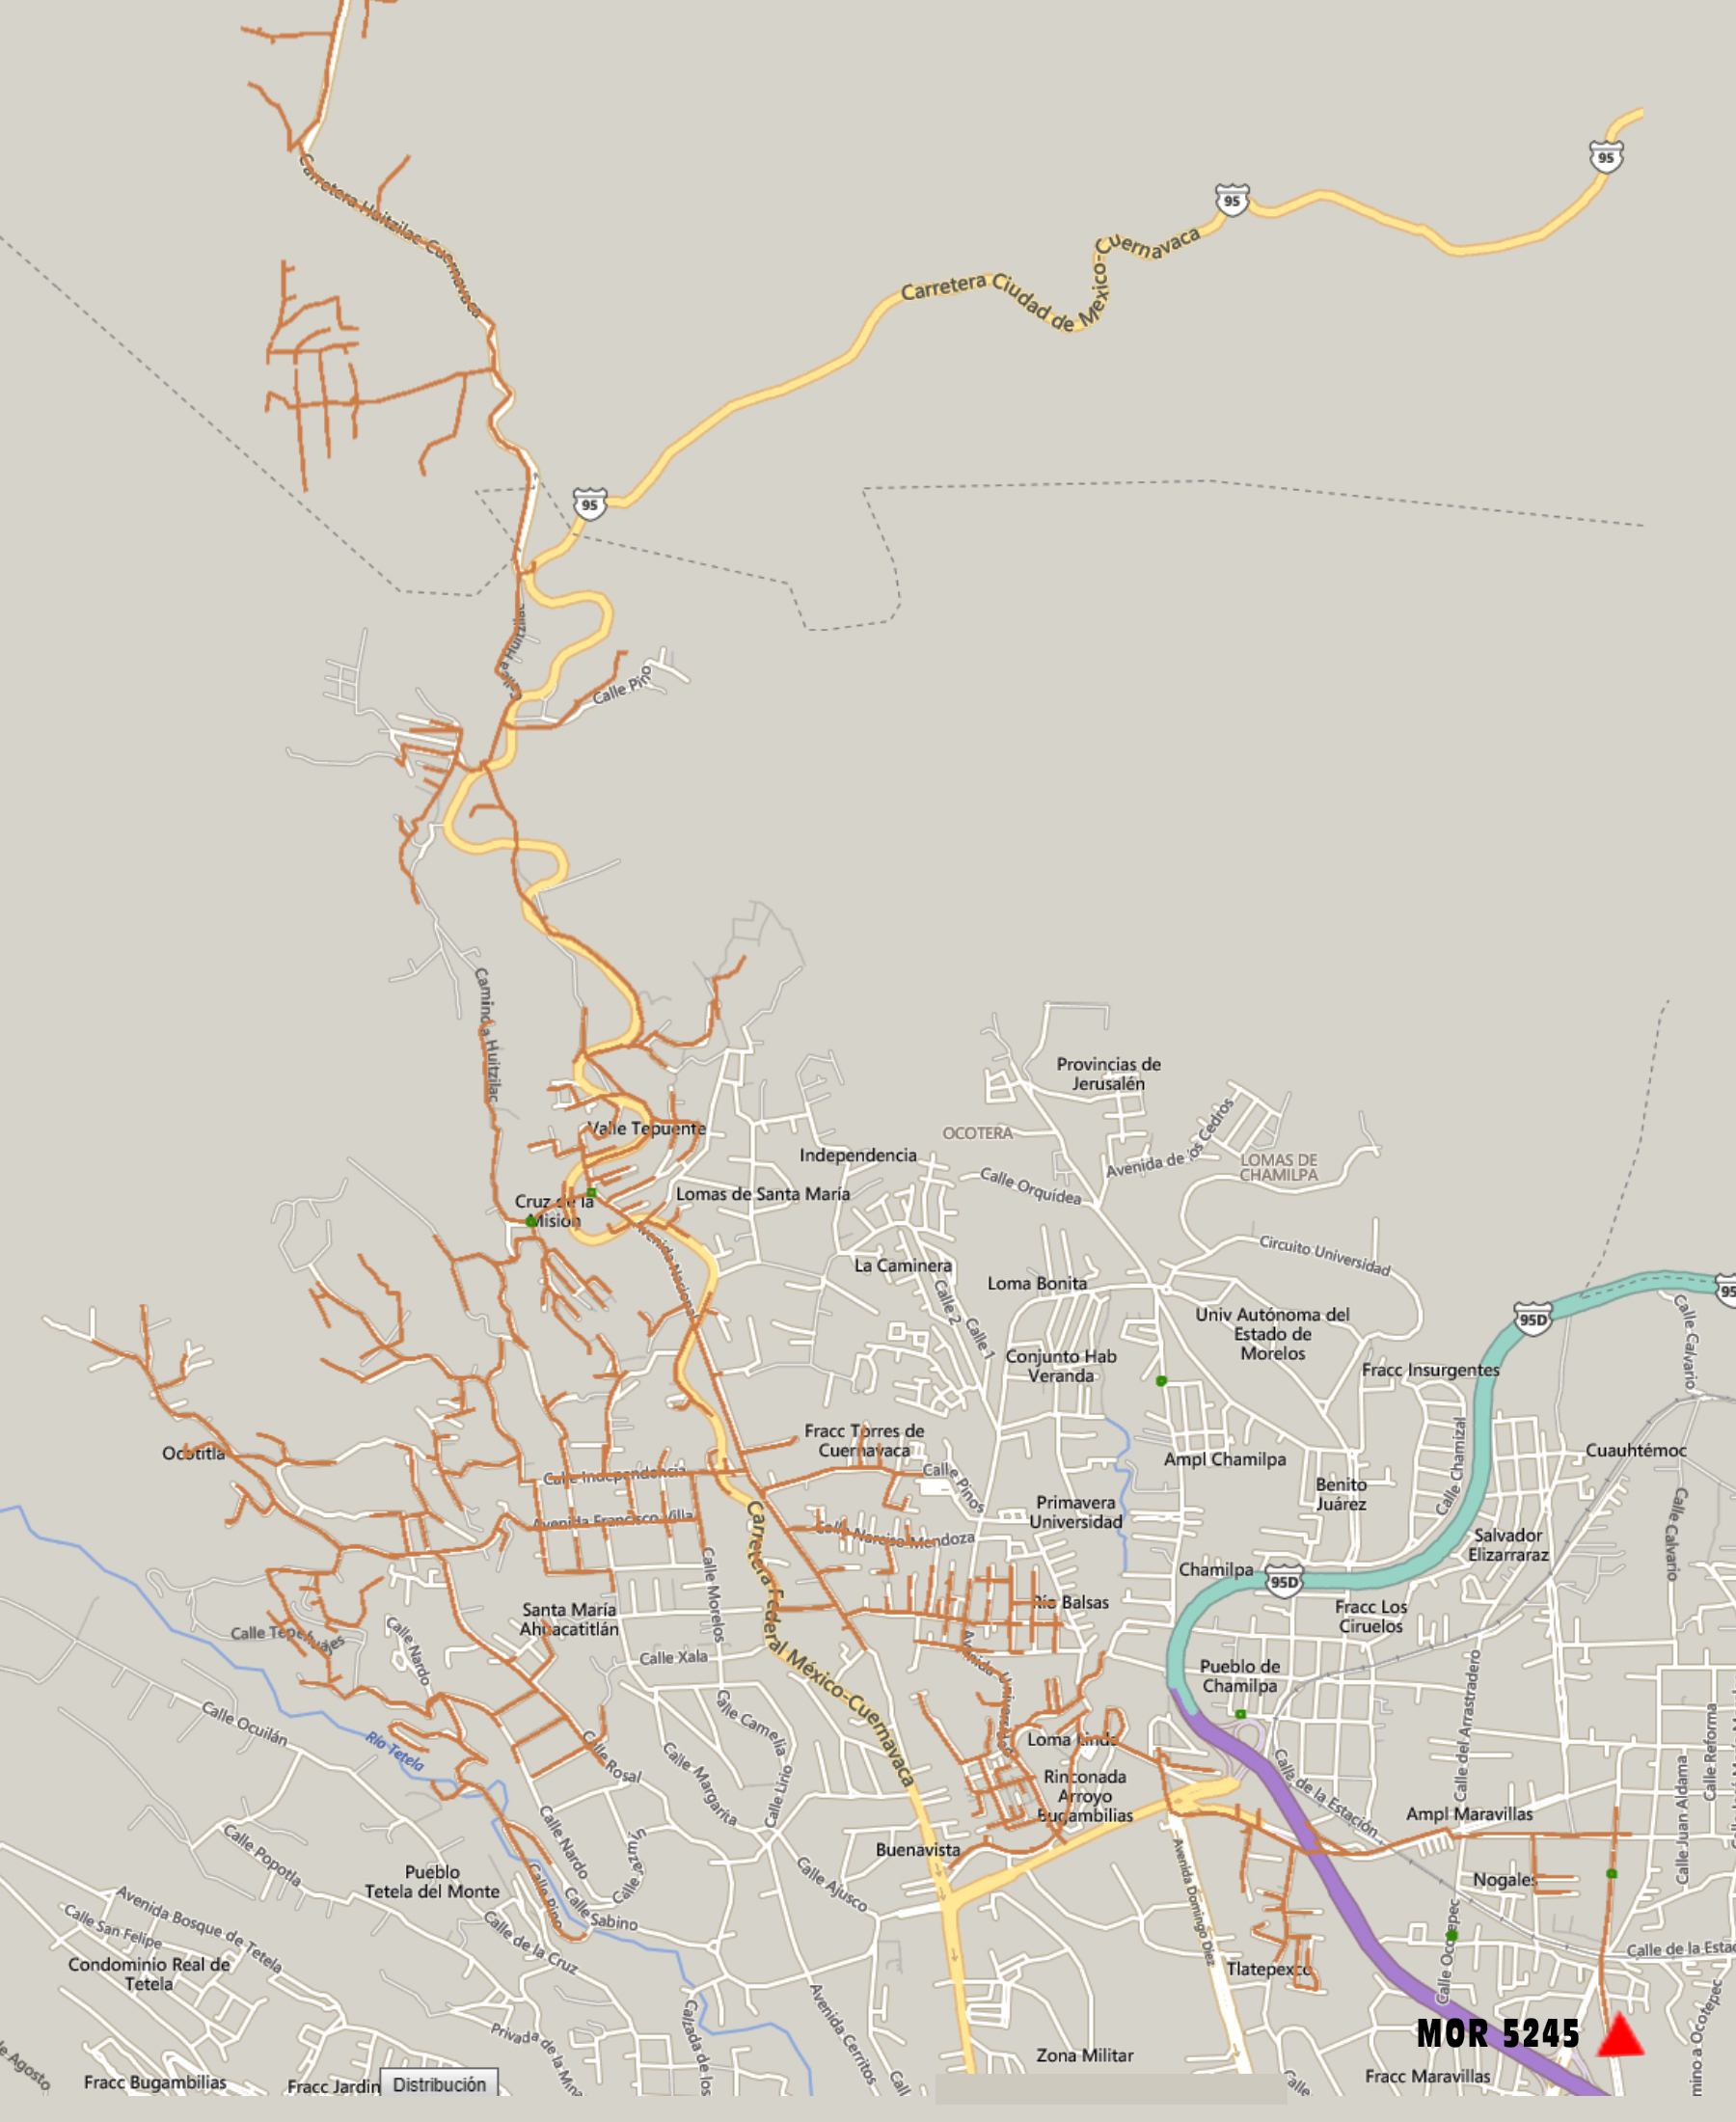 95
Carretera Huitzilac Cuernavaca
95
Carretera Ciudad de Mexico-Cuernavaca
95
Calle Pino
Camino a Huitzilac
Provincias de
Jerusalén
OCOTERA
Valle Tepuente
Independencia
Avenida de los Cedros
LOMAS DE
CHAMILPA
Calle Orquídea
Lomas de Santa María
Cruz de la
Mision
Avenida Nacional
Circuito Universidad
La Caminera
Loma Bonita
Calle 2
Calle 1
95D
95
Univ Autónoma del
Estado de
Morelos
Conjunto Hab
Veranda
Fracc Insurgentes
Calle Calvario
Fracc Torres de
Cuernavaca
Ocotitla
Calle Independencia
Calle Pinos
Ampl Chamilpa
Calle Chamizal
Cuauhtémoc
Benito
Juárez
Primavera
Universidad
Avenida Francisco Villa
Calle Narciso Mendoza
Carretera Federal México-Cuernavaca
Calle Calvario
Salvador
Elizarraraz
Chamilpa
95D
Calle Morelos
Río Balsas
Fracc Los
Ciruelos
Santa María
Ahuacatitlán
Calle Tepehuajes
Calle Nardo
Calle Xala
Avenida Universidad
Pueblo de
Chamilpa
Calle del Arrastradero
Calle Ocuilán
Río Tetela
Calle Camelia
Calle Rosal
Calle Margarita
Calle Lirio
Loma Linda
Rinconada
Arroyo
Bugambilias
Calle de la Estación
Ampl Maravillas
Calle Juan Aldama
Calle Reforma
Calle Popotla
Calle Nardo
Buenavista
Calle Ajusco
Avenida Domingo Diez
Nogales
Pueblo
Tetela del Monte
Calle Pino
Calle Sabino
Calle de la Cruz
Avenida Bosque de Tetela
Calle San Felipe
Condominio Real de
Tetela
Tlatepexco
Calle Ocotepec
Calle de la Estac
Avenida Cerritos
Calzada de los
Privada de la Mina
MOR 5245
mino a Ocotepec
e Agosto
Zona Militar
Fracc Bugambilias
Fracc Jardin
Distribución
Call
Calle
Fracc Maravillas